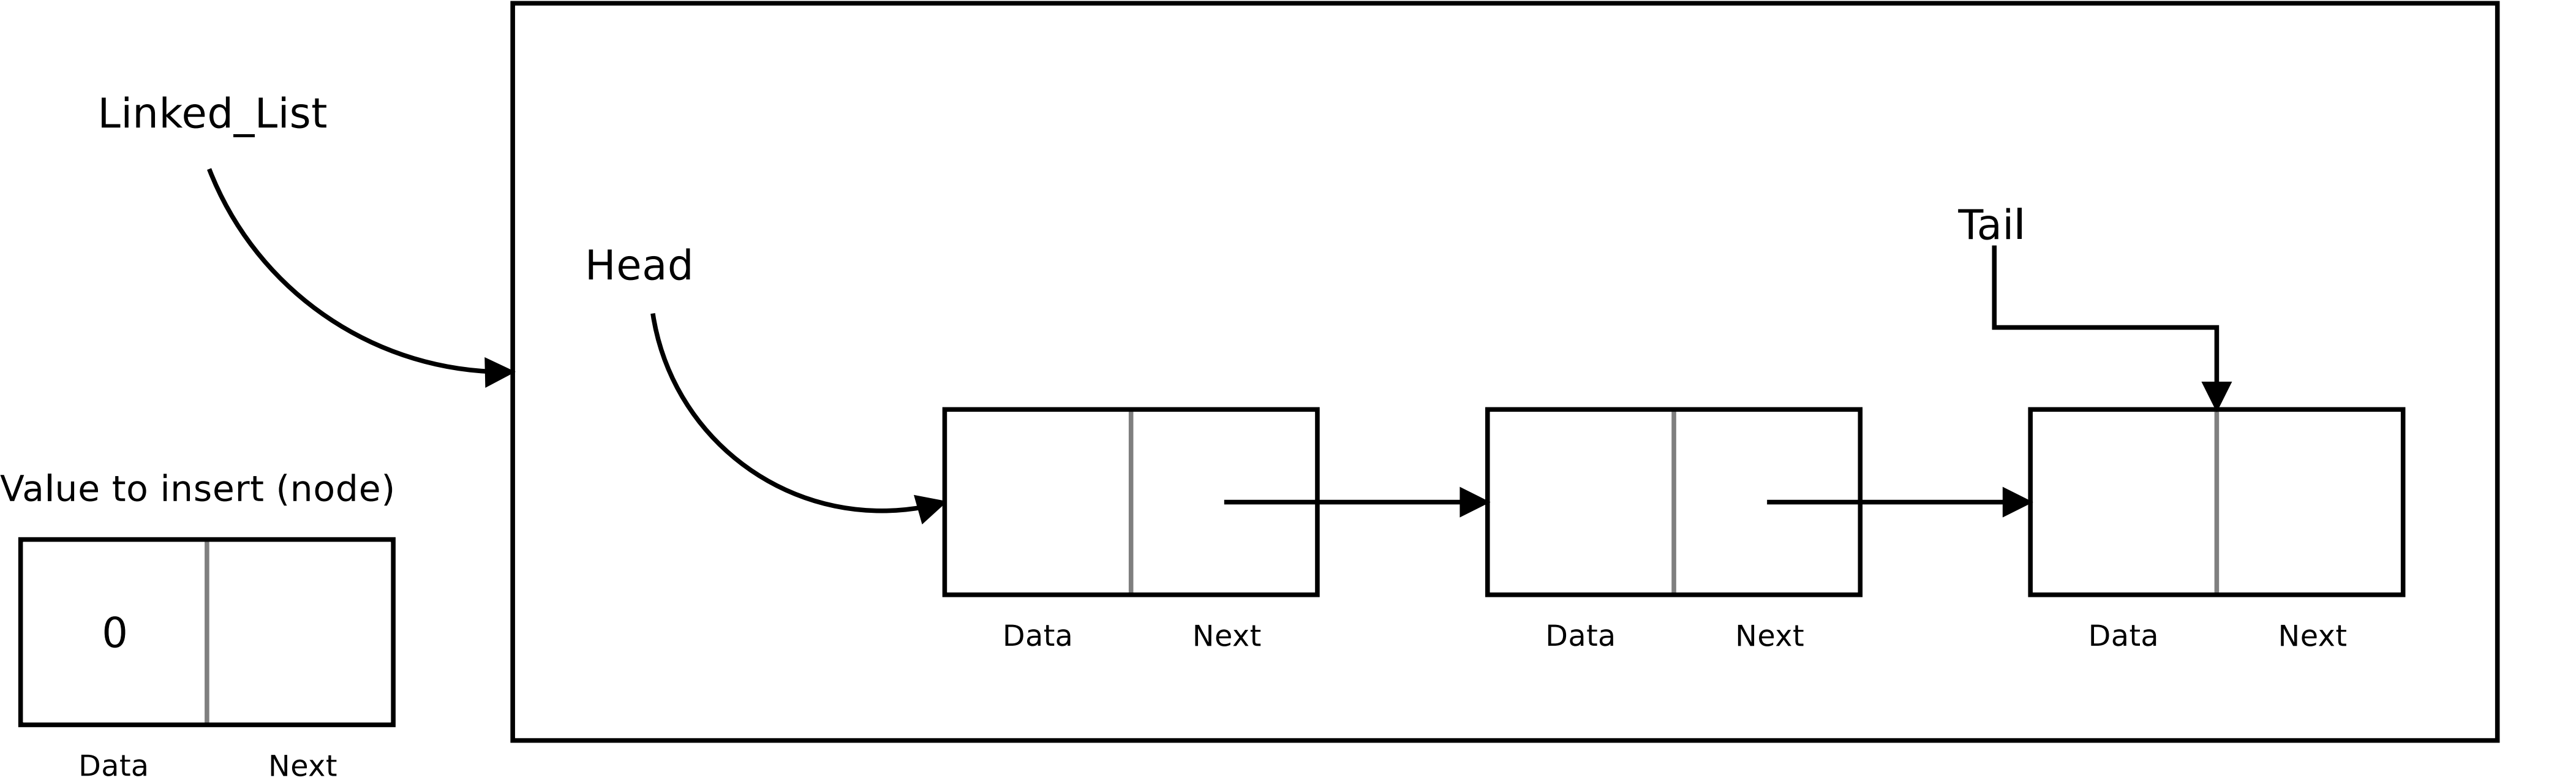 Linked_List
Tail
Head
Value to insert (node)
0
Data Next Data Next Data Next
Data Next